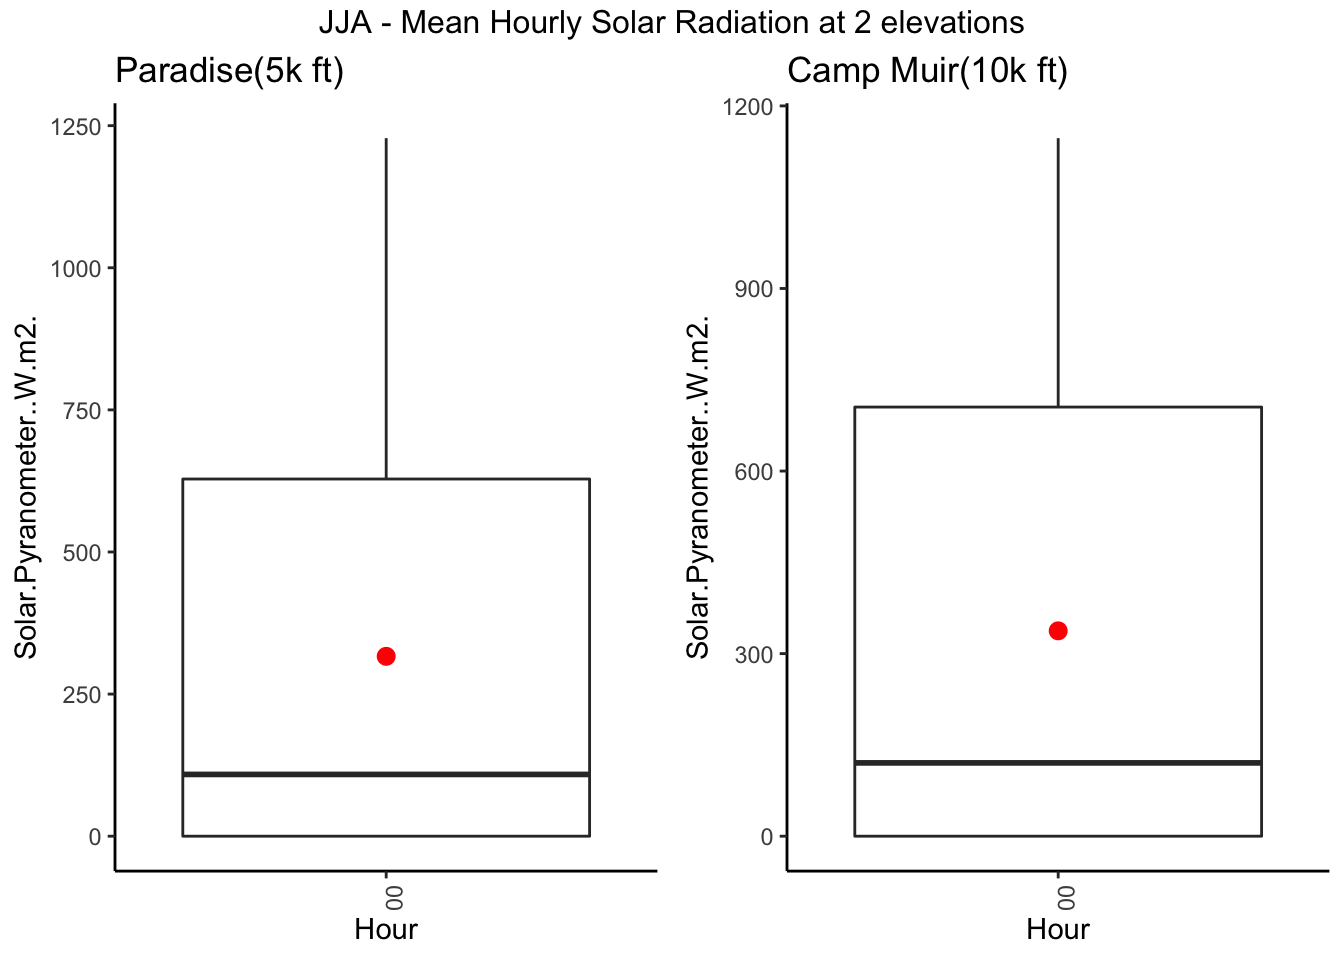 JJA - Mean Hourly Solar Radiation at 2 elevations
Paradise(5k ft)
Solar.Pyranometer..W.m2.
1250
1000
750
500
250
0
00
Hour
Camp Muir(10k ft)
Solar.Pyranometer..W.m2.
1200
900
600
300
0
00
Hour